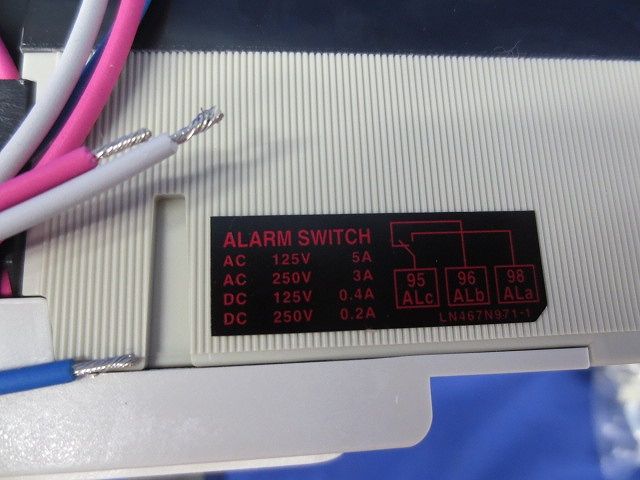 ALARM SWITCH
AC 125V 5A
AC 250V 3A
DC 125V 0.4A
DC 250V 0.2A
95 96 98
ALc ALb ALa
LN467N971-1